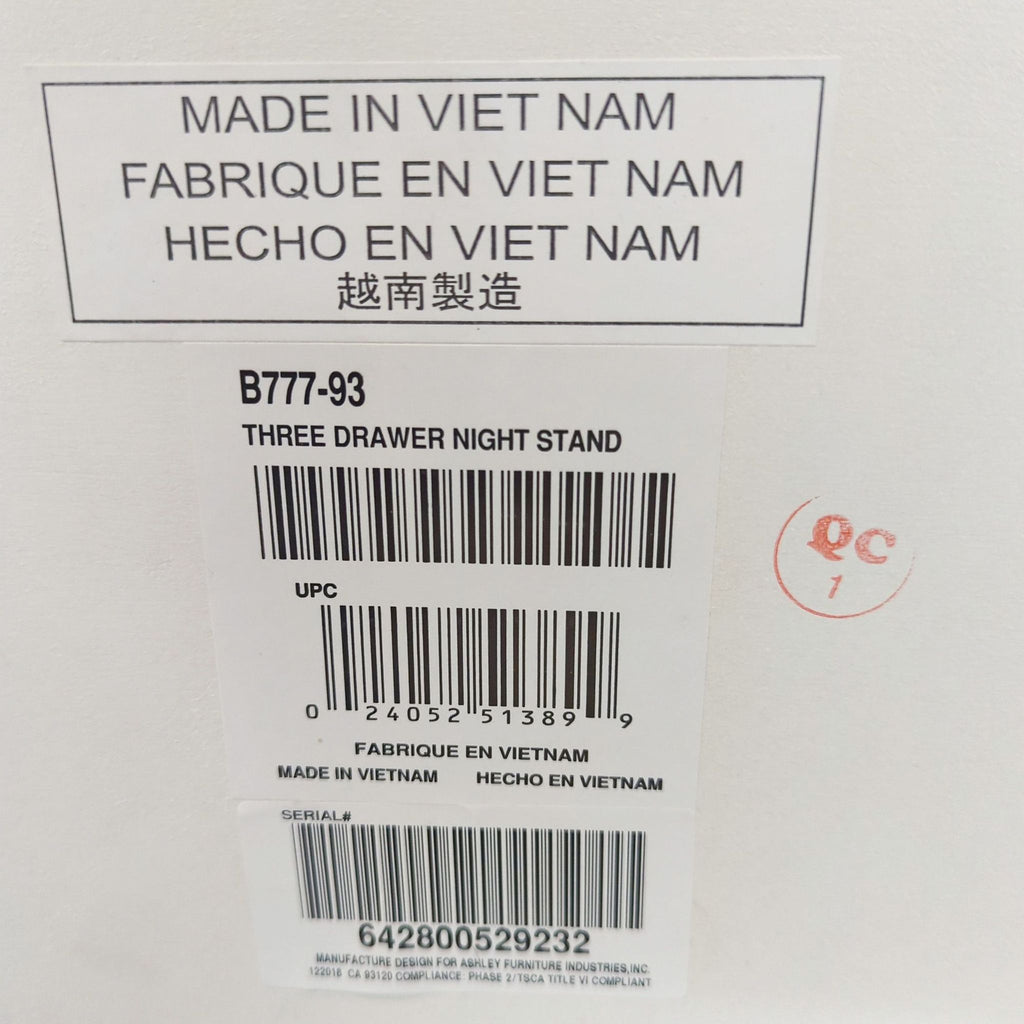 MADE IN VIET NAM
FABRIQUE EN VIET NAM
HECHO EN VIET NAM
越南製造
B777-93
THREE DRAWER NIGHT STAND
UPC
0 24052 51389 9
FABRIQUE EN VIETNAM
MADE IN VIETNAM HECHO EN VIETNAM
QC
1
SERIAL#
642800529232
MANUFACTURE DESIGN FOR ASHLEY FURNITURE INDUSTRIES,INC.
122018 CA 93120 COMPLIANCE: PHASE 2/TSCA TITLE VI COMPLIANT